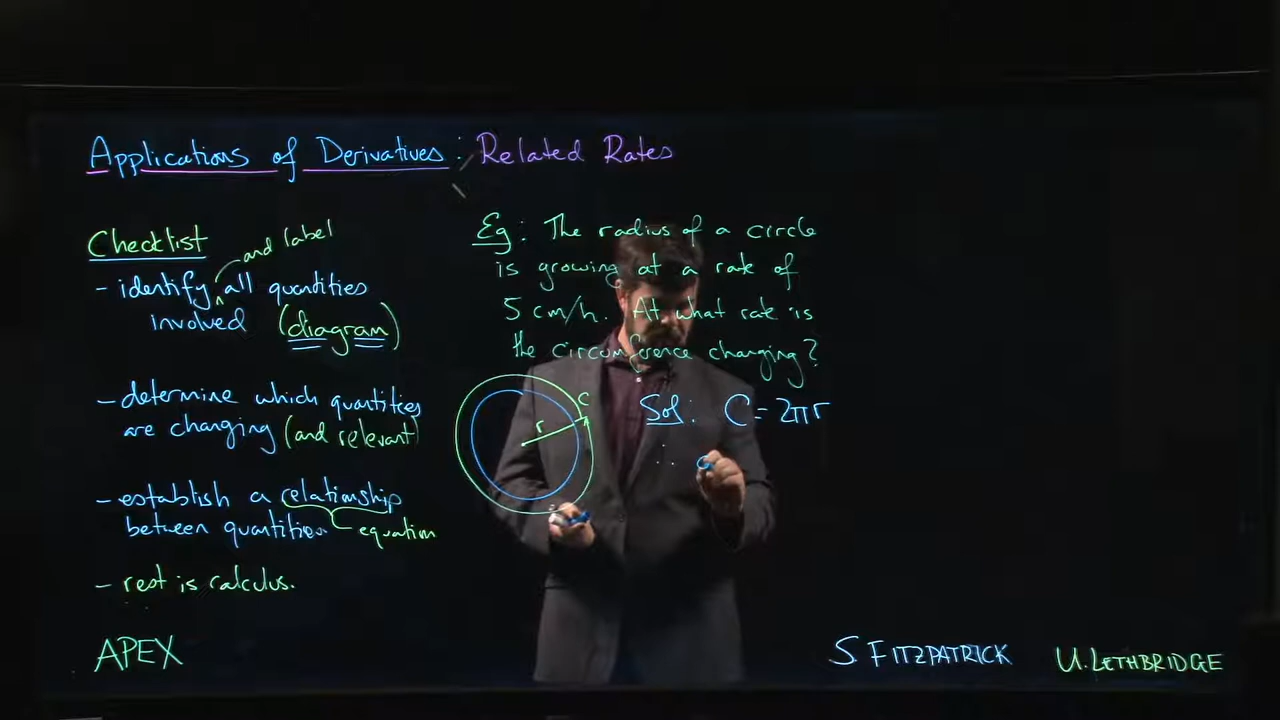 Applications of Derivatives: Related Rates
Checklist
and label
- identify all quantities
involved (diagram)
- determine which quantities
are changing (and relevant)
- establish a relationship
between quantities.
equation
- rest is calculus.
APEX
Eg: The radius of a circle
is growing at a rate of
5 cm/h. At what rate is
the circumference changing?
C
r
Sol: C = 2πr
S FITZPATRICK
U. LETHBRIDGE